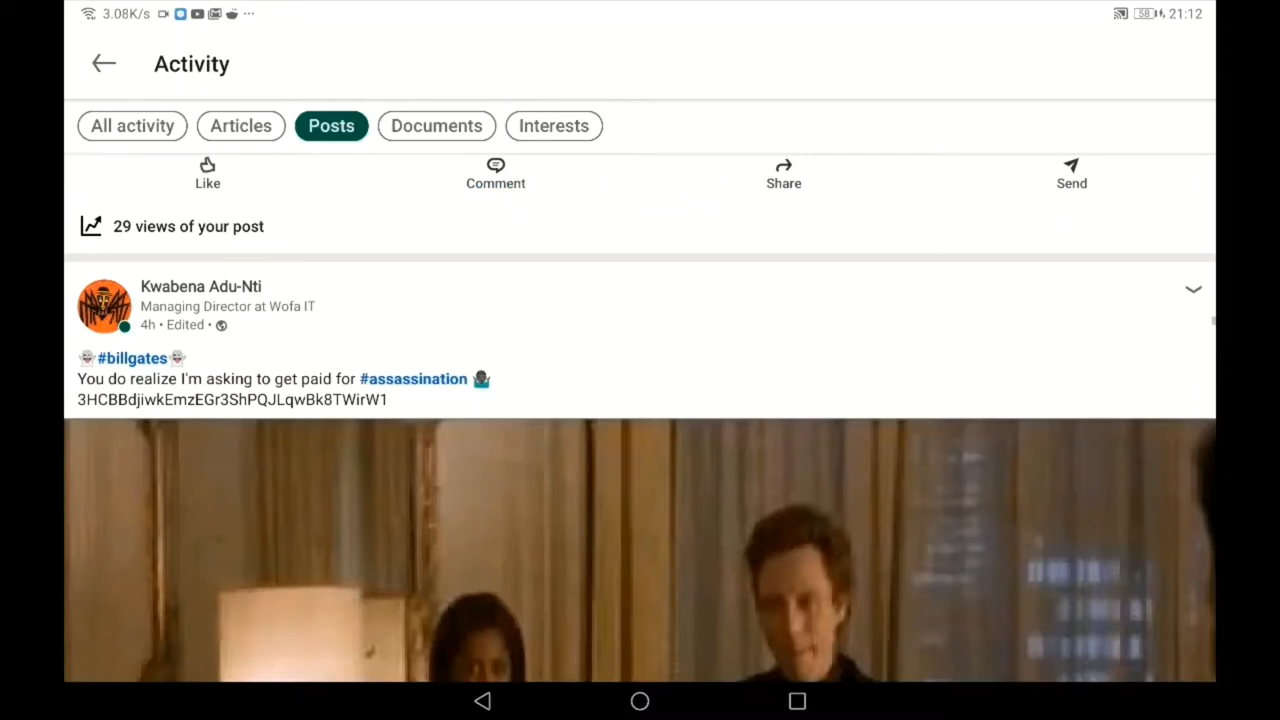 3.08K/s ... 58 21:12
Activity
All activity Articles Posts Documents Interests
Like Comment Share Send
29 views of your post
Kwabena Adu-Nti
Managing Director at Wofa IT
4h • Edited •
👻#billgates👻
You do realize I'm asking to get paid for #assassination 🤷🏿‍♂️
3HCBBdjiwkEmzEGr3ShPQJLqwBk8TWirW1